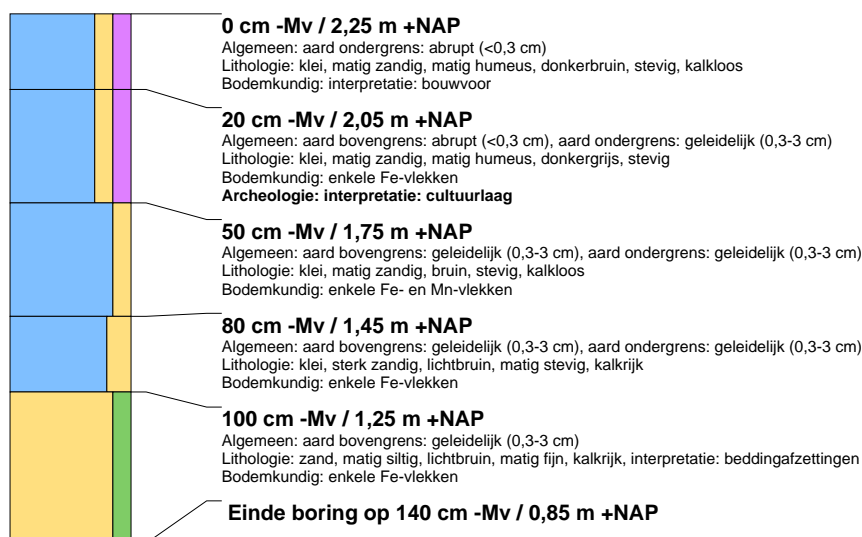 0 cm -Mv / 2,25 m +NAP
Algemeen: aard ondergrens: abrupt (<0,3 cm)
Lithologie: klei, matig zandig, matig humeus, donkerbruin, stevig, kalkloos
Bodemkundig: interpretatie: bouwvoor
20 cm -Mv / 2,05 m +NAP
Algemeen: aard bovengrens: abrupt (<0,3 cm), aard ondergrens: geleidelijk (0,3-3 cm)
Lithologie: klei, matig zandig, matig humeus, donkergrijs, stevig
Bodemkundig: enkele Fe-vlekken
Archeologie: interpretatie: cultuurlaag
50 cm -Mv / 1,75 m +NAP
Algemeen: aard bovengrens: geleidelijk (0,3-3 cm), aard ondergrens: geleidelijk (0,3-3 cm)
Lithologie: klei, matig zandig, bruin, stevig, kalkloos
Bodemkundig: enkele Fe- en Mn-vlekken
80 cm -Mv / 1,45 m +NAP
Algemeen: aard bovengrens: geleidelijk (0,3-3 cm), aard ondergrens: geleidelijk (0,3-3 cm)
Lithologie: klei, sterk zandig, lichtbruin, matig stevig, kalkrijk
Bodemkundig: enkele Fe-vlekken
100 cm -Mv / 1,25 m +NAP
Algemeen: aard bovengrens: geleidelijk (0,3-3 cm)
Lithologie: zand, matig siltig, lichtbruin, matig fijn, kalkrijk, interpretatie: beddingafzettingen
Bodemkundig: enkele Fe-vlekken
Einde boring op 140 cm -Mv / 0,85 m +NAP